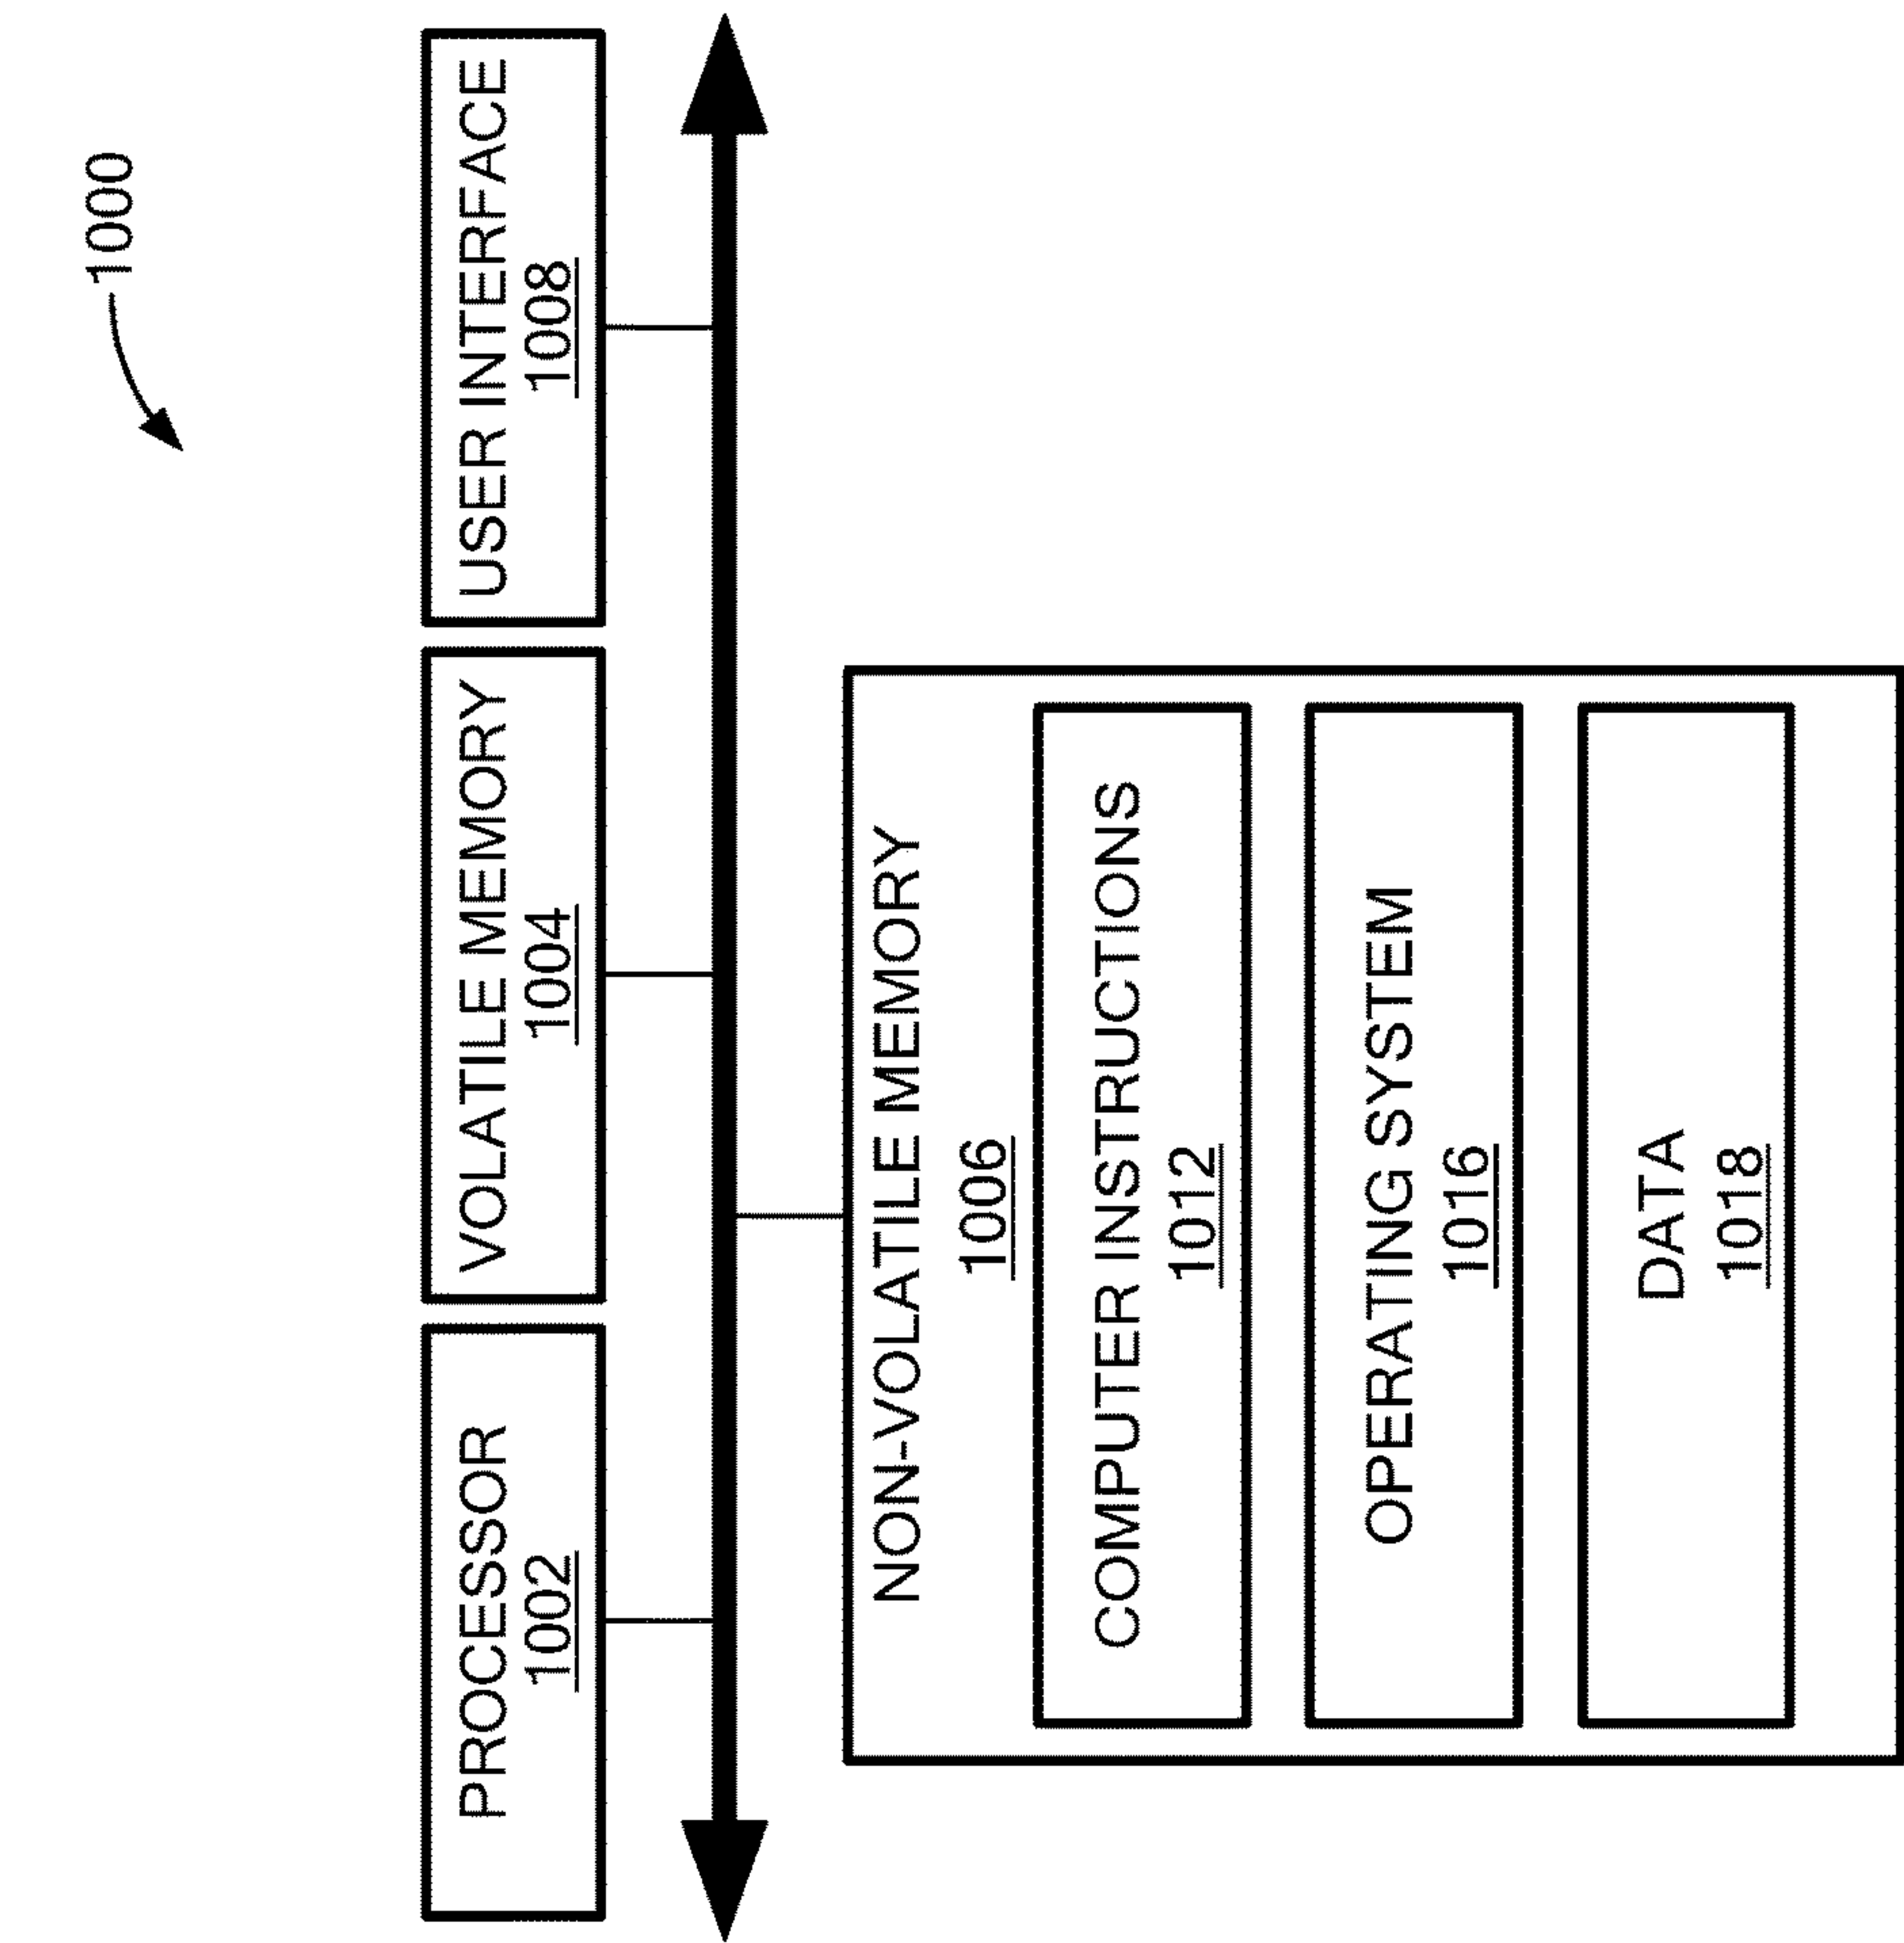 1000
PROCESSOR
1002
VOLATILE MEMORY
1004
USER INTERFACE
1008
NON-VOLATILE MEMORY
1006
COMPUTER INSTRUCTIONS
1012
OPERATING SYSTEM
1016
DATA
1018